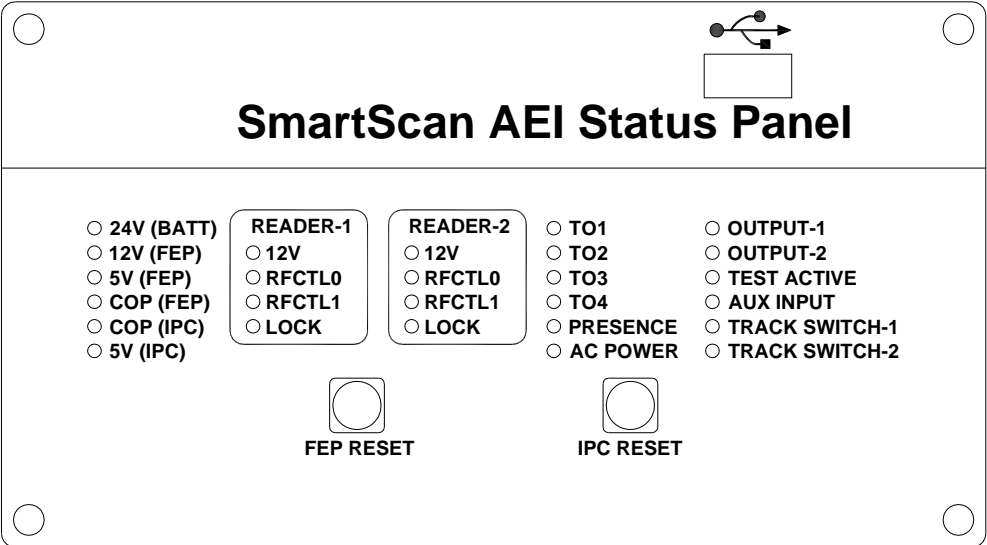 SmartScan AEI Status Panel
24V (BATT)
12V (FEP)
5V (FEP)
COP (FEP)
COP (IPC)
5V (IPC)
READER-1
12V
RFCTL0
RFCTL1
LOCK
READER-2
12V
RFCTL0
RFCTL1
LOCK
TO1
TO2
TO3
TO4
PRESENCE
AC POWER
OUTPUT-1
OUTPUT-2
TEST ACTIVE
AUX INPUT
TRACK SWITCH-1
TRACK SWITCH-2
FEP RESET
IPC RESET